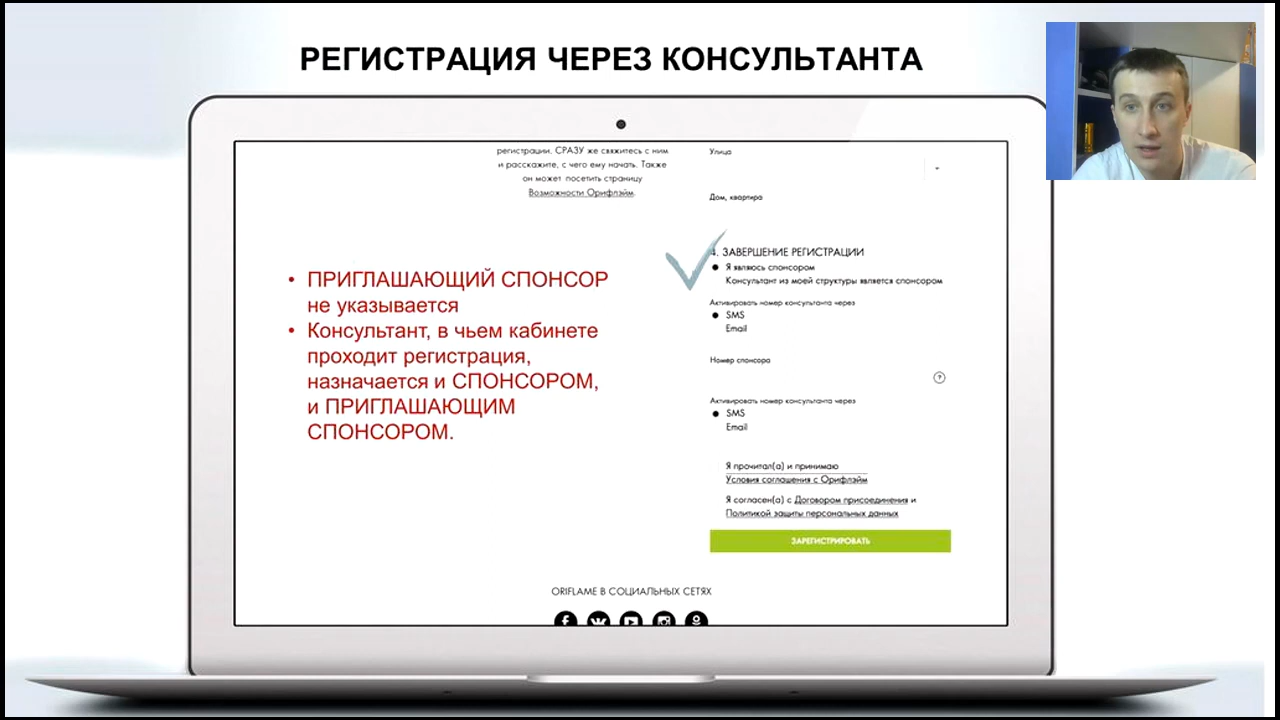 РЕГИСТРАЦИЯ ЧЕРЕЗ КОНСУЛЬТАНТА
регистрации. СРАЗУ же свяжитесь с ним
и расскажите, с чего ему начать. Также
он может посетить страницу
Возможности Орифлэйм.
• ПРИГЛАШАЮЩИЙ СПОНСОР
не указывается
• Консультант, в чьем кабинете
проходит регистрация,
назначается и СПОНСОРОМ,
и ПРИГЛАШАЮЩИМ
СПОНСОРОМ.
Улица
Дом, квартира
4. ЗАВЕРШЕНИЕ РЕГИСТРАЦИИ
Я являюсь спонсором
Консультант из моей структуры является спонсором
Активировать номер консультанта через
SMS
Email
Номер спонсора
?
Активировать номер консультанта через
SMS
Email
Я прочитал(а) и принимаю
Условия соглашения с Орифлэйм
Я согласен(а) с Договором присоединения и
Политикой защиты персональных данных
ЗАРЕГИСТРИРОВАТЬ
ORIFLAME В СОЦИАЛЬНЫХ СЕТЯХ